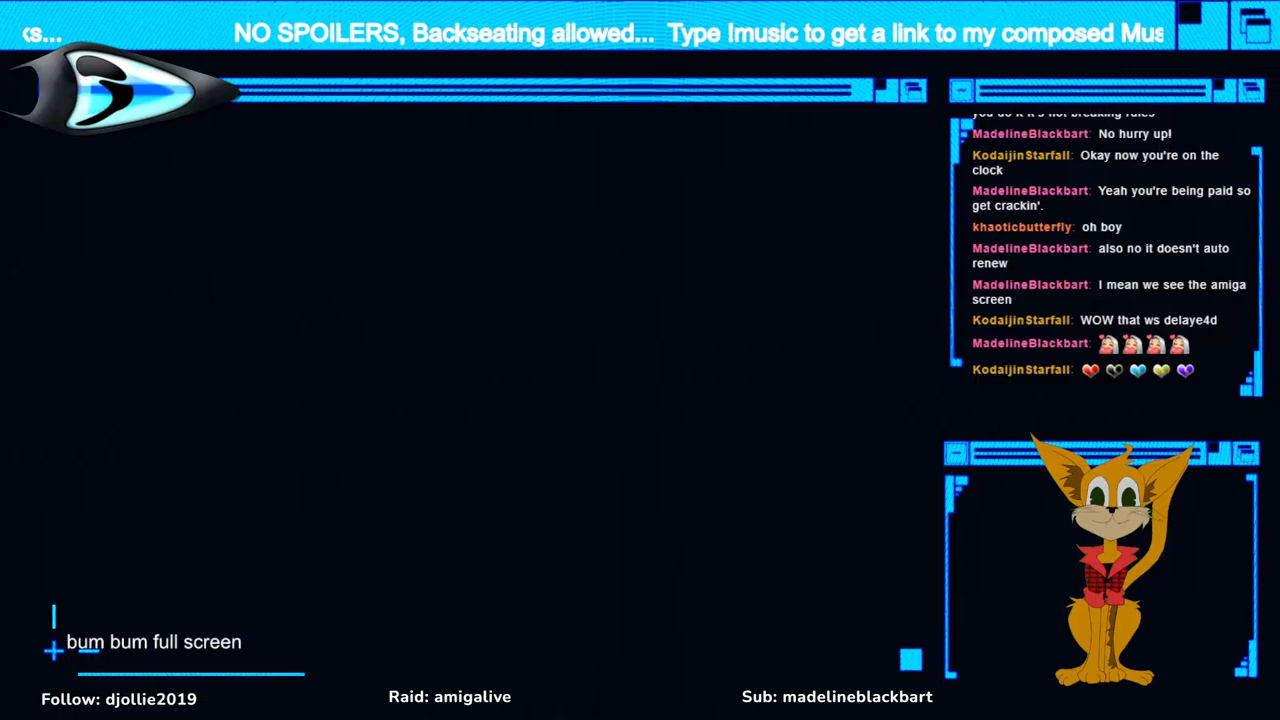 NO SPOILERS, Backseating allowed... Type !music to get a link to my composed Mus
MadelineBlackbart: No hurry up!
KodaijinStarfall: Okay now you're on the
clock
MadelineBlackbart: Yeah you're being paid so
get crackin'.
khaoticbutterfly: oh boy
MadelineBlackbart: also no it doesn't auto
renew
MadelineBlackbart: I mean we see the amiga
screen
KodaijinStarfall: WOW that ws delaye4d
MadelineBlackbart:
KodaijinStarfall:
bum bum full screen
Follow: djollie2019
Raid: amigalive
Sub: madelineblackbart